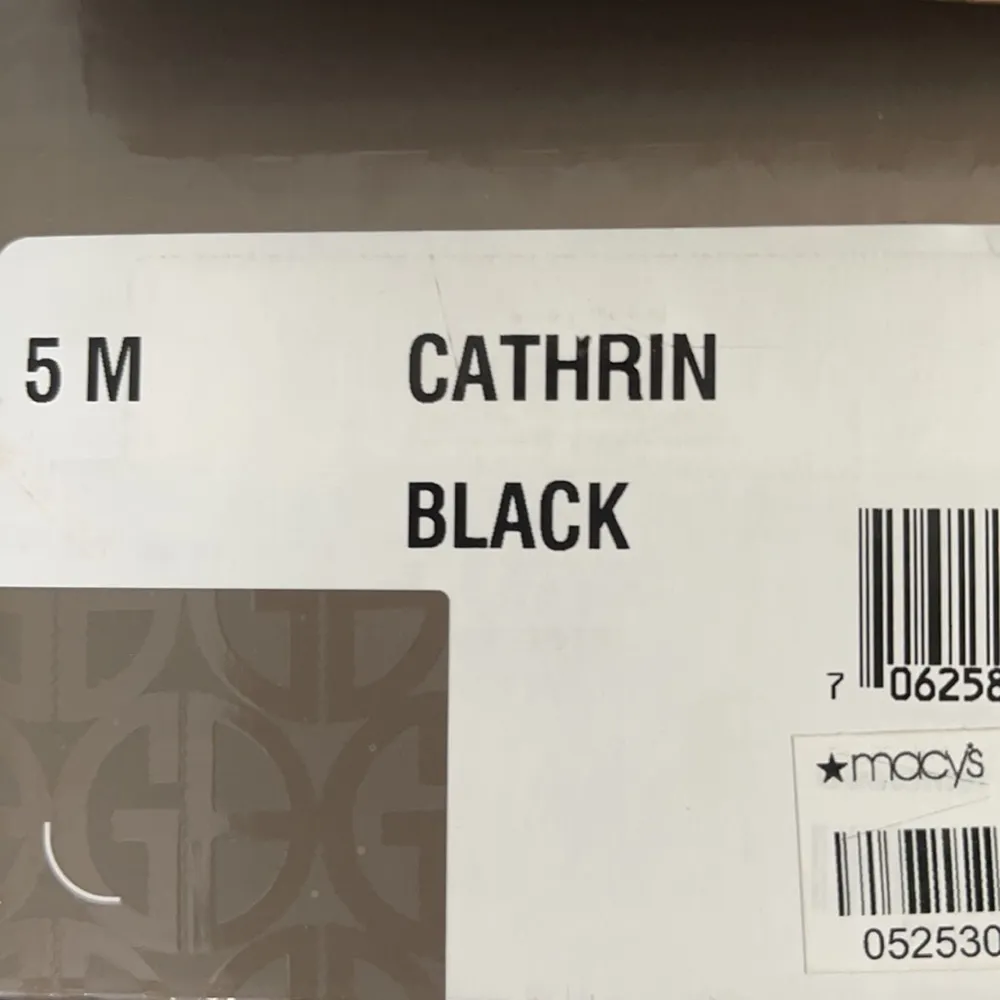 5 M CATHRIN
BLACK
7 06258
★macy's
052530